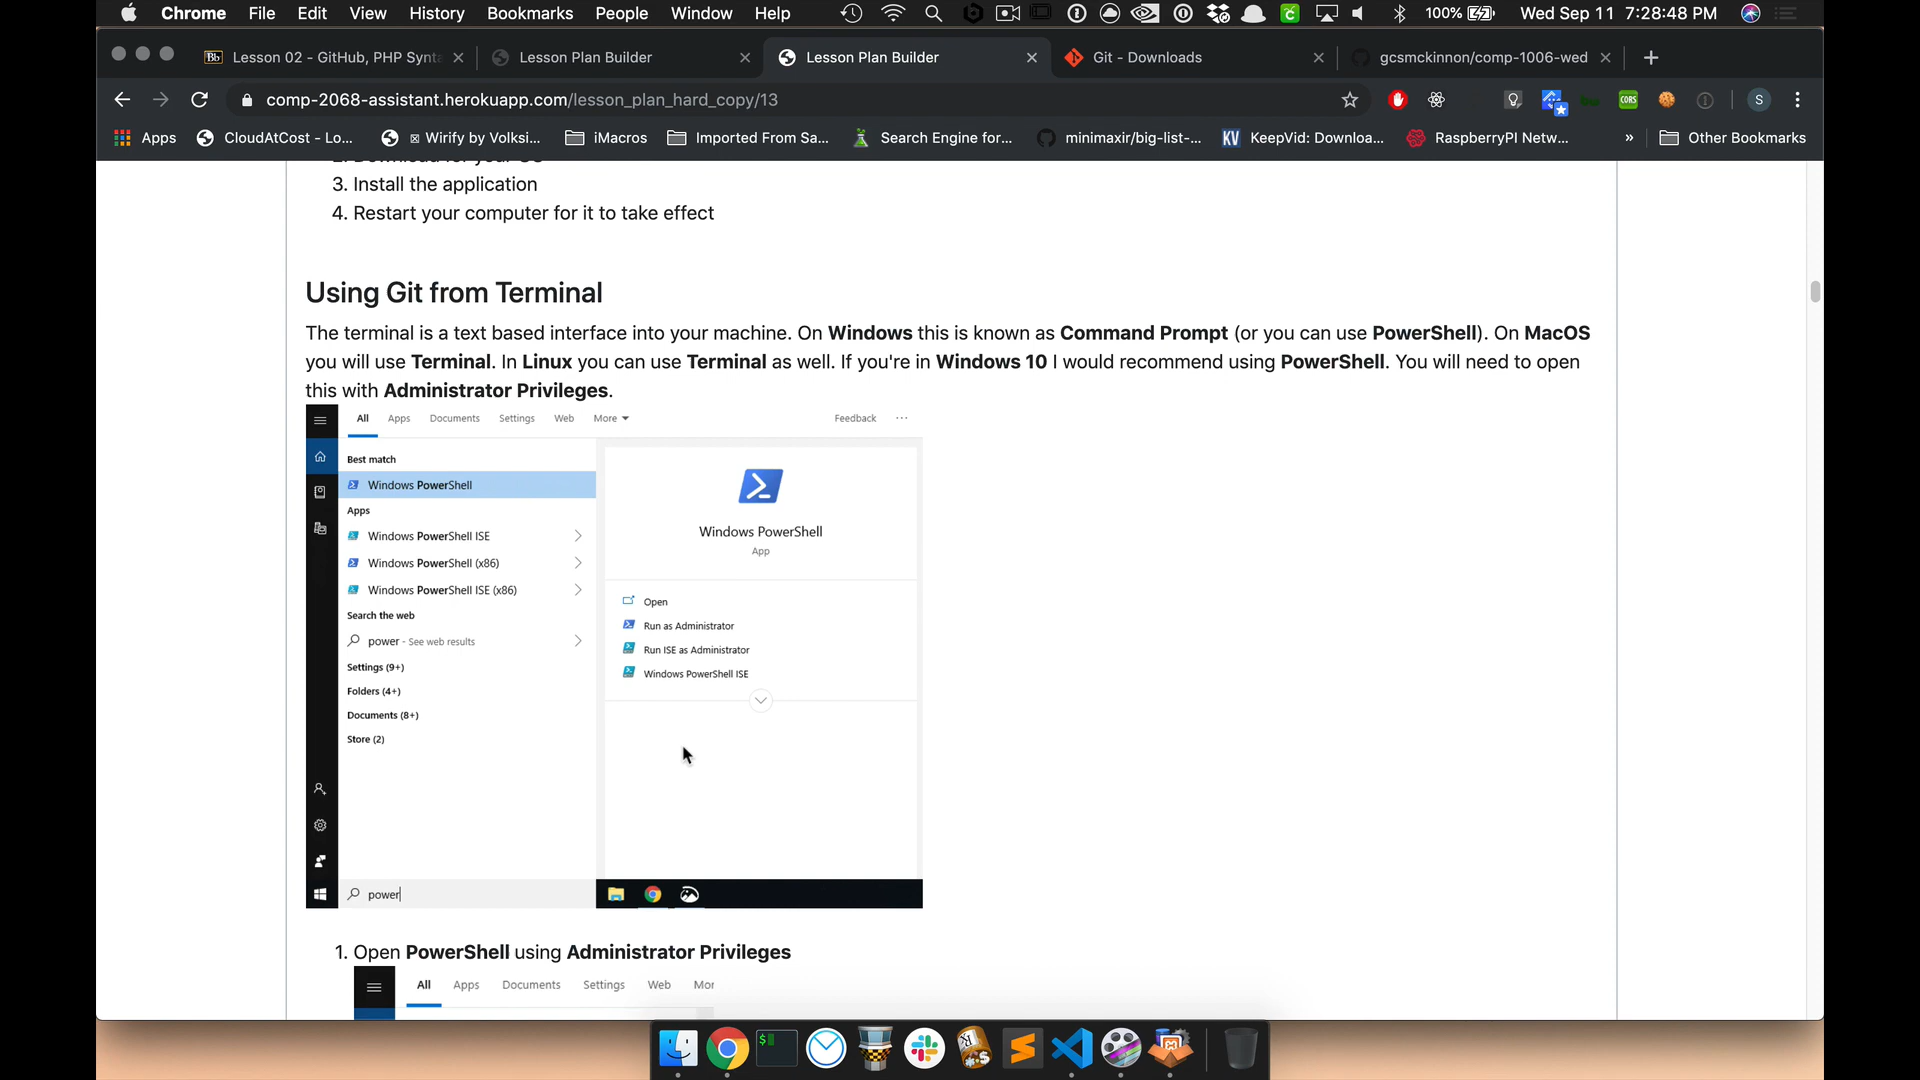 Chrome File Edit View History Bookmarks People Window Help 100% Wed Sep 11 7:28:48 PM
Lesson 02 - GitHub, PHP Synta
Lesson Plan Builder
Lesson Plan Builder
Git - Downloads
gcsmckinnon/comp-1006-wed
comp-2068-assistant.herokuapp.com/lesson_plan_hard_copy/13
Apps CloudAtCost - Lo... Wirify by Volksi... iMacros Imported From Sa... Search Engine for... minimaxir/big-list-... KeepVid: Downloa... RaspberryPI Netw... » Other Bookmarks
2. Download for your OS
3. Install the application
4. Restart your computer for it to take effect
Using Git from Terminal
The terminal is a text based interface into your machine. On Windows this is known as Command Prompt (or you can use PowerShell). On MacOS
you will use Terminal. In Linux you can use Terminal as well. If you're in Windows 10 I would recommend using PowerShell. You will need to open
this with Administrator Privileges.
All Apps Documents Settings Web More Feedback ...
Best match
Windows PowerShell
Apps
Windows PowerShell ISE
Windows PowerShell (x86)
Windows PowerShell ISE (x86)
Search the web
power - See web results
Settings (9+)
Folders (4+)
Documents (8+)
Store (2)
Windows PowerShell
App
Open
Run as Administrator
Run ISE as Administrator
Windows PowerShell ISE
power
1. Open PowerShell using Administrator Privileges
All Apps Documents Settings Web Mor